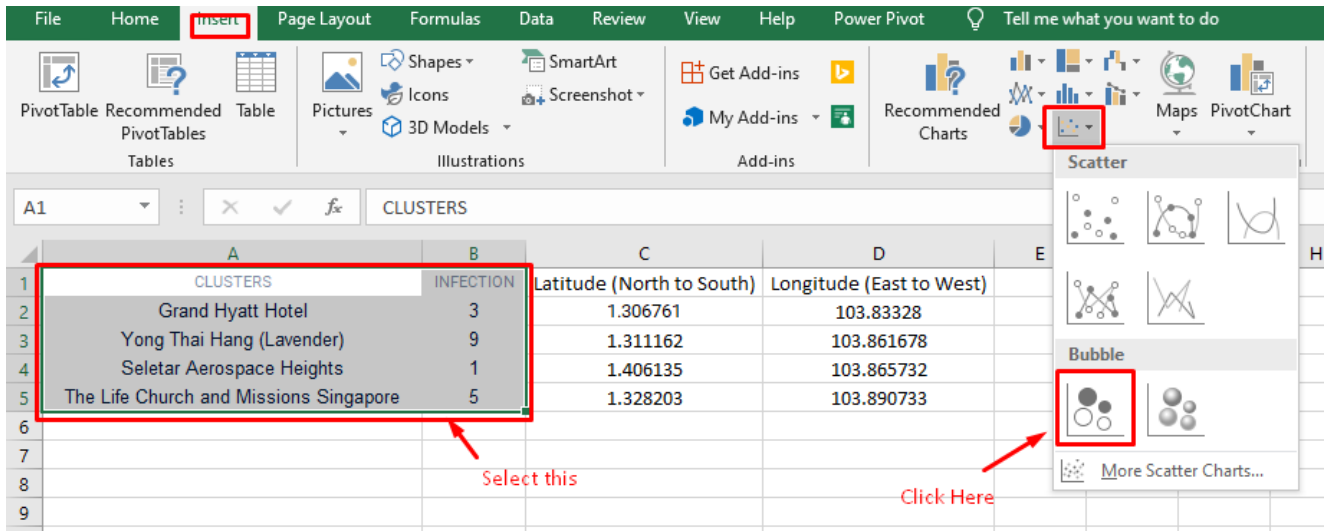 File Home Insert Page Layout Formulas Data Review View Help Power Pivot Tell me what you want to do
PivotTable Recommended PivotTables Table
Tables
Pictures Shapes Icons 3D Models SmartArt Screenshot
Illustrations
Get Add-ins
My Add-ins
Add-ins
Recommended Charts
Maps PivotChart
A1 fx CLUSTERS
A B C D E H
1 CLUSTERS INFECTION Latitude (North to South) Longitude (East to West)
2 Grand Hyatt Hotel 3 1.306761 103.83328
3 Yong Thai Hang (Lavender) 9 1.311162 103.861678
4 Seletar Aerospace Heights 1 1.406135 103.865732
5 The Life Church and Missions Singapore 5 1.328203 103.890733
6
7
8
9
Select this
Click Here
Scatter
Bubble
More Scatter Charts...